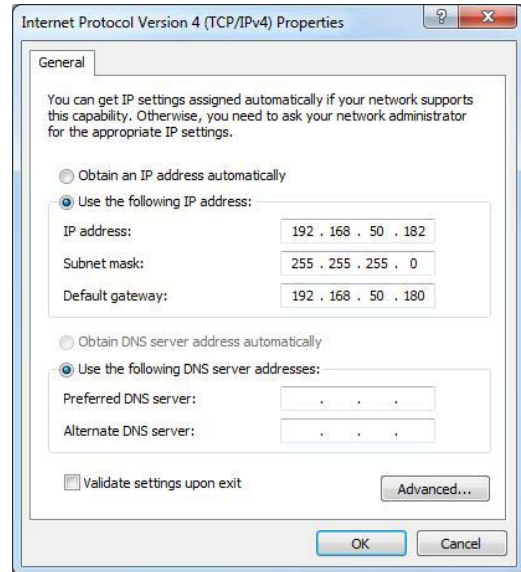 Internet Protocol Version 4 (TCP/IPv4) Properties
General
You can get IP settings assigned automatically if your network supports
this capability. Otherwise, you need to ask your network administrator
for the appropriate IP settings.
Obtain an IP address automatically
Use the following IP address:
IP address: 192 . 168 . 50 . 182
Subnet mask: 255 . 255 . 255 . 0
Default gateway: 192 . 168 . 50 . 180
Obtain DNS server address automatically
Use the following DNS server addresses:
Preferred DNS server: . . .
Alternate DNS server: . . .
Validate settings upon exit
Advanced...
OK Cancel